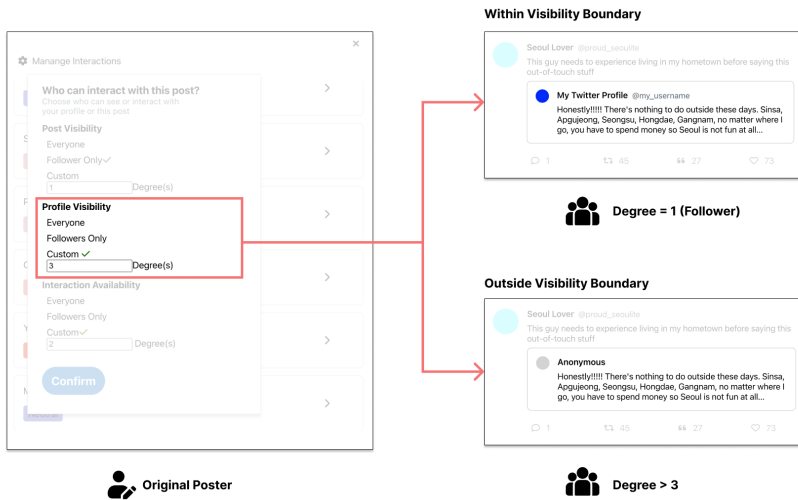 Within Visibility Boundary
Manange Interactions
Who can interact with this post?
Choose who can see or interact with
your profile or this post
Post Visibility
Everyone
Follower Only✓
Custom
1 Degree(s)
Profile Visibility
Everyone
Followers Only
Custom ✓
3 Degree(s)
Interaction Availability
Everyone
Followers Only
Custom✓
2 Degree(s)
Confirm
Neutral
Original Poster
Seoul Lover @proud_seoulite
This guy needs to experience living in my hometown before saying this
out-of-touch stuff
My Twitter Profile @my_username
Honestly!!!!! There's nothing to do outside these days. Sinsa,
Apgujeong, Seongsu, Hongdae, Gangnam, no matter where I
go, you have to spend money so Seoul is not fun at all...
1 45 27 73
Degree = 1 (Follower)
Outside Visibility Boundary
Seoul Lover @proud_seoulite
This guy needs to experience living in my hometown before saying this
out-of-touch stuff
Anonymous
Honestly!!!!! There's nothing to do outside these days. Sinsa,
Apgujeong, Seongsu, Hongdae, Gangnam, no matter where I
go, you have to spend money so Seoul is not fun at all...
1 45 27 73
Degree > 3